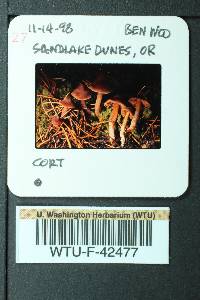 11-14-98 BEN WOO
27
SANDLAKE DUNES, OR
CORT
U. Washington Herbarium (WTU)
WTU-F-42477